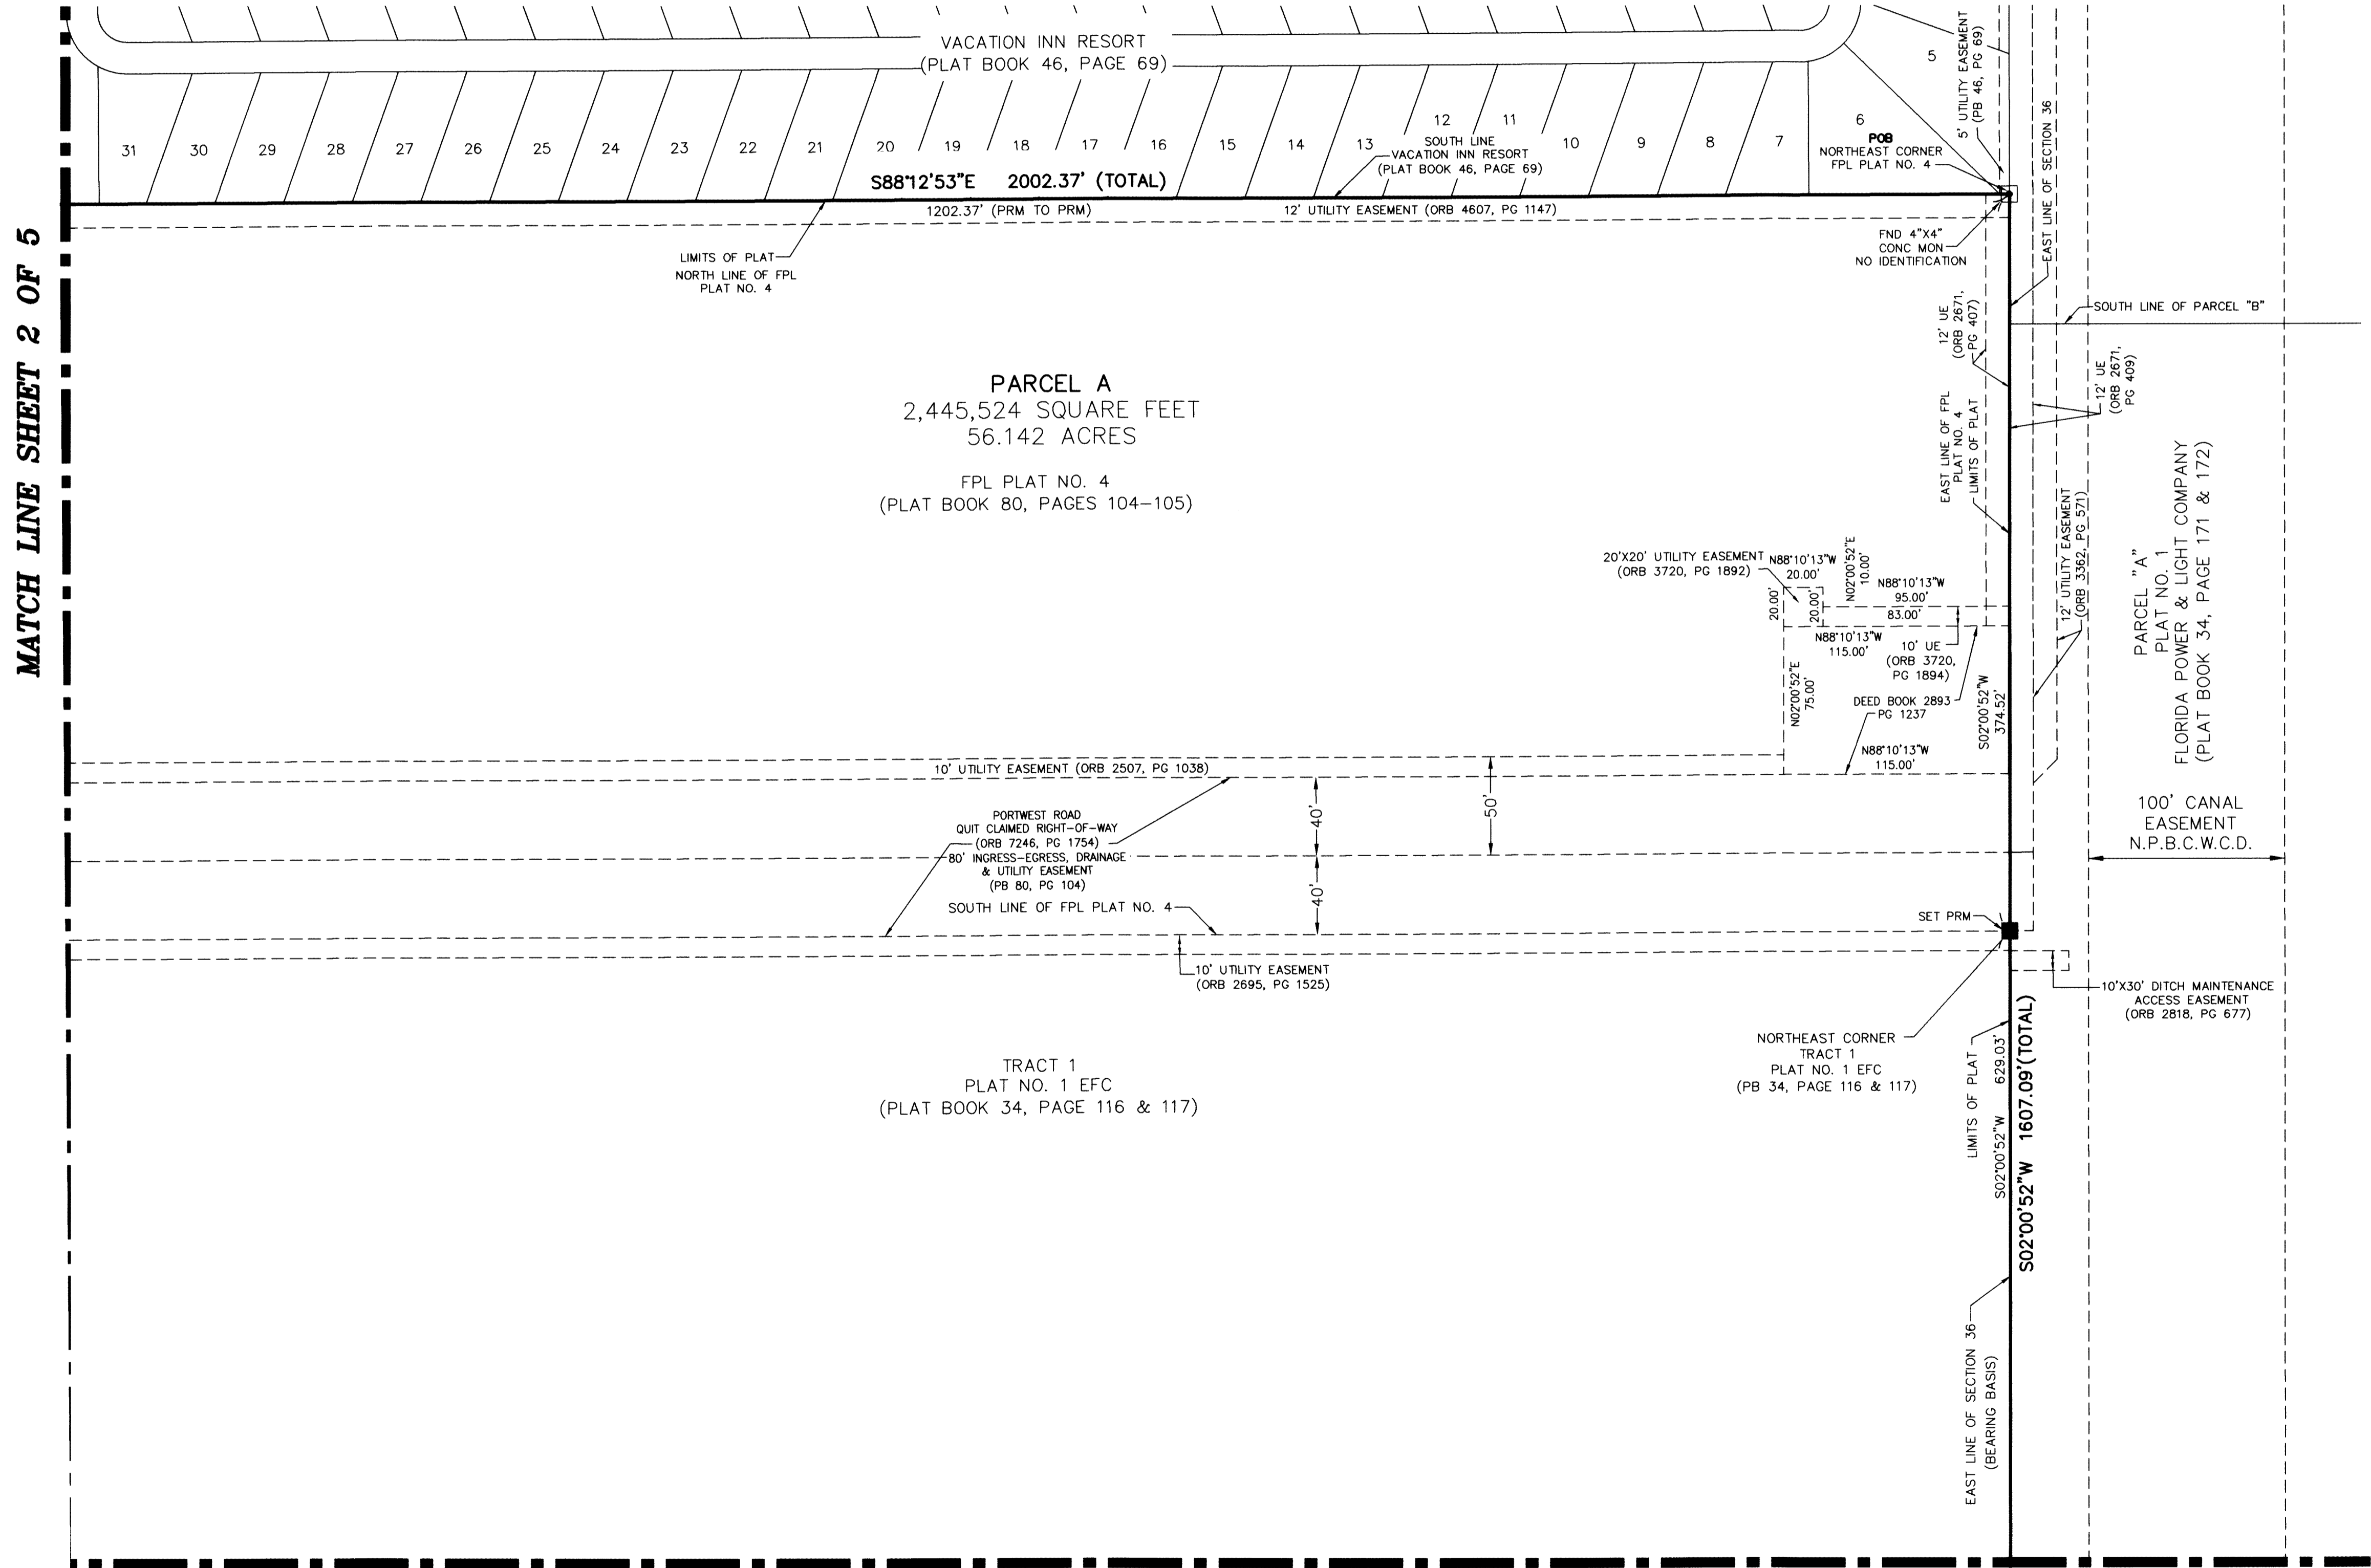 MATCH LINE SHEET 2 OF 5
VACATION INN RESORT
(PLAT BOOK 46, PAGE 69)
31
30
29
28
27
26
25
24
23
22
21
20
19
18
17
16
15
14
13
12
11
10
9
8
7
6
5
SOUTH LINE
VACATION INN RESORT
(PLAT BOOK 46, PAGE 69)
POB
NORTHEAST CORNER
FPL PLAT NO. 4
5' UTILITY EASEMENT
(PB 46, PG 69)
EAST LINE OF SECTION 36
S88°12'53"E 2002.37' (TOTAL)
1202.37' (PRM TO PRM)
12' UTILITY EASEMENT (ORB 4607, PG 1147)
LIMITS OF PLAT
NORTH LINE OF FPL
PLAT NO. 4
FND 4"X4"
CONC MON
NO IDENTIFICATION
SOUTH LINE OF PARCEL "B"
12' UE
(ORB 2671,
PG 407)
12' UE
(ORB 2671,
PG 409)
EAST LINE OF FPL
PLAT NO. 4
LIMITS OF PLAT
PARCEL A
2,445,524 SQUARE FEET
56.142 ACRES
FPL PLAT NO. 4
(PLAT BOOK 80, PAGES 104-105)
12' UTILITY EASEMENT
(ORB 3362, PG 571)
PARCEL "A"
PLAT NO. 1
FLORIDA POWER & LIGHT COMPANY
(PLAT BOOK 34, PAGE 171 & 172)
20'X20' UTILITY EASEMENT
(ORB 3720, PG 1892)
N88°10'13"W
20.00'
N02°00'52"E
10.00'
N88°10'13"W
95.00'
83.00'
20.00'
20.00'
N88°10'13"W
115.00'
10' UE
(ORB 3720,
PG 1894)
N02°00'52"E
75.00'
DEED BOOK 2893
PG 1237
S02°00'52"W
374.52'
N88°10'13"W
115.00'
10' UTILITY EASEMENT (ORB 2507, PG 1038)
40'
50'
40'
PORTWEST ROAD
QUIT CLAIMED RIGHT-OF-WAY
(ORB 7246, PG 1754)
80' INGRESS-EGRESS, DRAINAGE
& UTILITY EASEMENT
(PB 80, PG 104)
SOUTH LINE OF FPL PLAT NO. 4
100' CANAL
EASEMENT
N.P.B.C.W.C.D.
SET PRM
10' UTILITY EASEMENT
(ORB 2695, PG 1525)
10'X30' DITCH MAINTENANCE
ACCESS EASEMENT
(ORB 2818, PG 677)
NORTHEAST CORNER
TRACT 1
PLAT NO. 1 EFC
(PB 34, PAGE 116 & 117)
TRACT 1
PLAT NO. 1 EFC
(PLAT BOOK 34, PAGE 116 & 117)
LIMITS OF PLAT
S02°00'52"W 629.03'
S02°00'52"W 1607.09'(TOTAL)
EAST LINE OF SECTION 36
(BEARING BASIS)